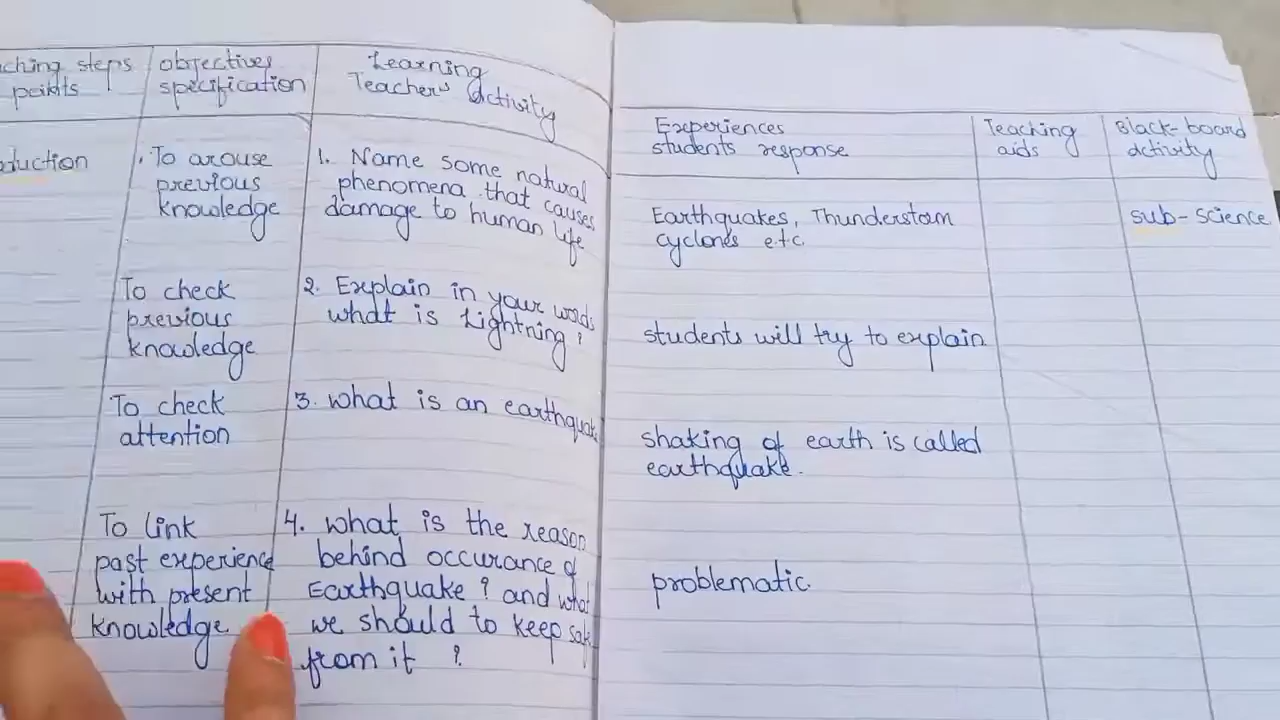 ching steps
points
objectives
specification
Learning
Teachers Activity
Experiences
students response
Teaching
aids
Black-board
Activity
duction
. To arouse
previous
knowledge
1. Name some natural
phenomena that causes
damage to human life
Earthquakes, Thunderstom
cyclones etc.
sub-science
To check
previous
knowledge
2. Explain in your words
what is Lightning?
students will try to explain
To check
attention
3. what is an earthquak
shaking of earth is called
earthquake.
To link
past experience
with present
knowledge
4. what is the reason
behind occurance of
Earthquake ? and what
we should to keep safe
from it ?
problematic.